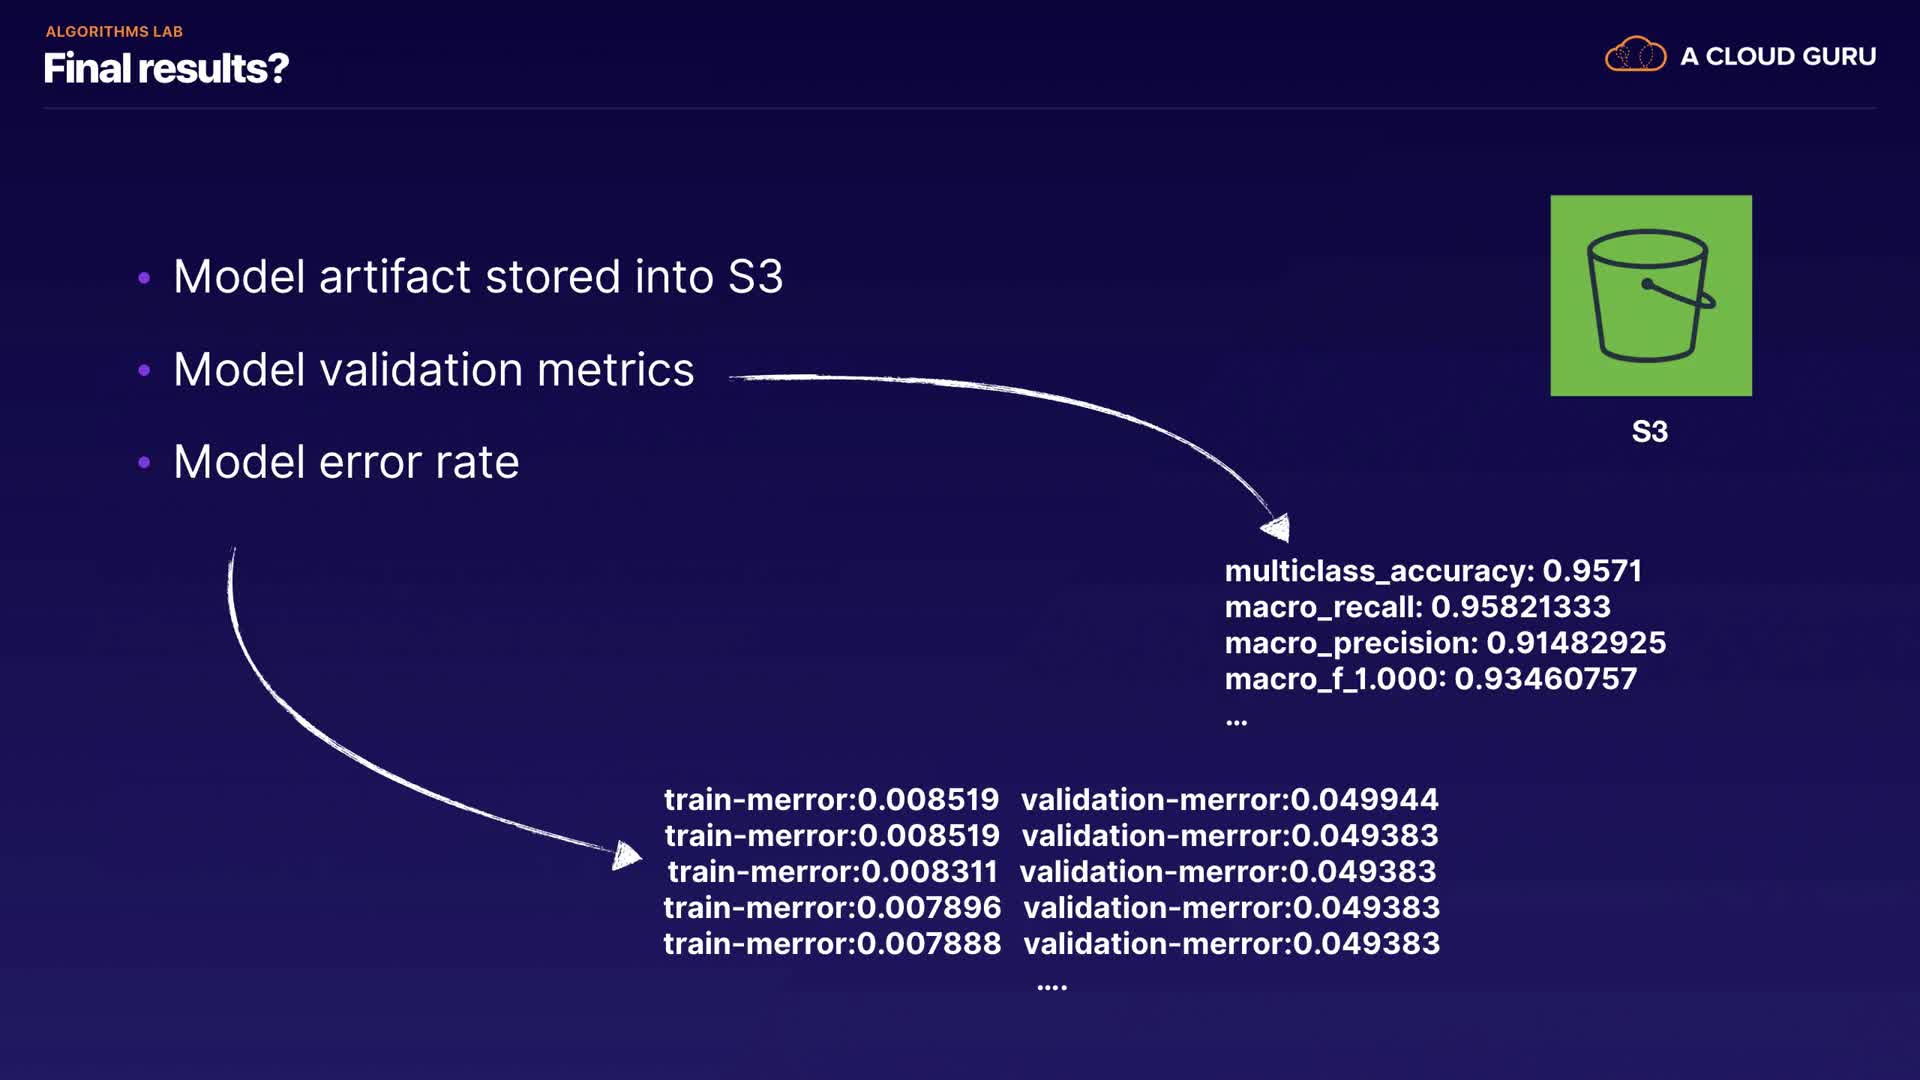 ALGORITHMS LAB
Final results?
A CLOUD GURU
• Model artifact stored into S3
• Model validation metrics
• Model error rate
S3
multiclass_accuracy: 0.9571
macro_recall: 0.95821333
macro_precision: 0.91482925
macro_f_1.000: 0.93460757
...
train-merror:0.008519 validation-merror:0.049944
train-merror:0.008519 validation-merror:0.049383
train-merror:0.008311 validation-merror:0.049383
train-merror:0.007896 validation-merror:0.049383
train-merror:0.007888 validation-merror:0.049383
....